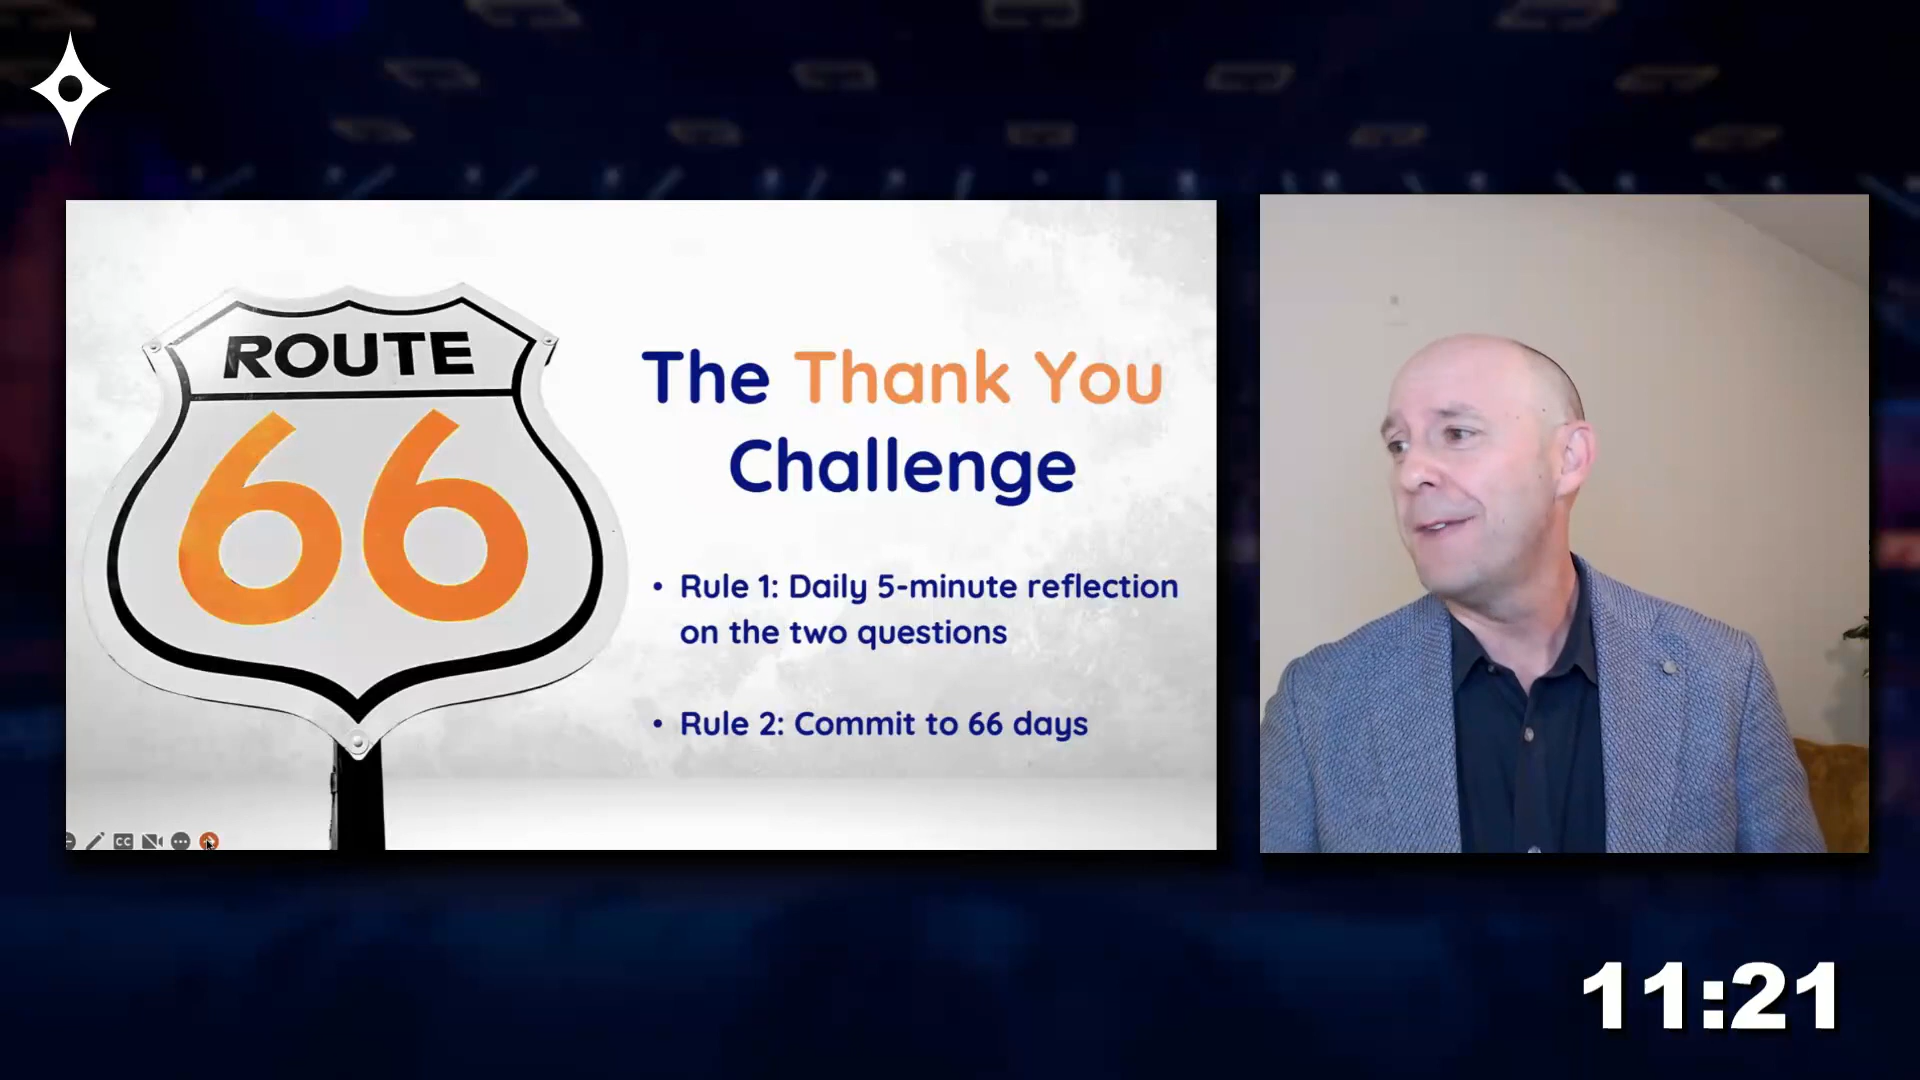 ROUTE
66
The Thank You
Challenge
• Rule 1: Daily 5-minute reflection
on the two questions
• Rule 2: Commit to 66 days
CC
11:21